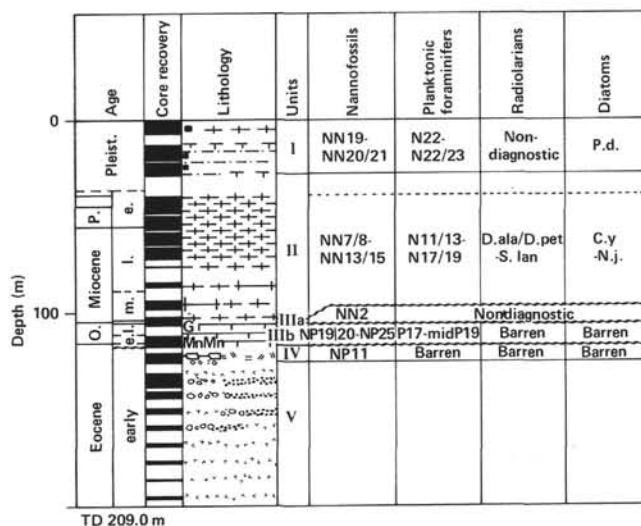 Age
Core recovery
Lithology
Units
Nannofossils
Planktonic foraminifers
Radiolarians
Diatoms
Depth (m)
0
100
Pleist.
P.
e.
Miocene
l.
m.
O.
e.l.
Eocene
early
G
MnMn
I
NN19-
NN20/21
N22-
N22/23
Non-
diagnostic
P.d.
II
NN7/8-
NN13/15
N11/13-
N17/19
D.ala/D.pet
-S. lan
C.y
-N.j.
IIIa
NN2
Nondiagnostic
IIIb
NP19|20-NP25
P17-midP19
Barren
Barren
IV
NP11
Barren
Barren
Barren
V
TD 209.0 m